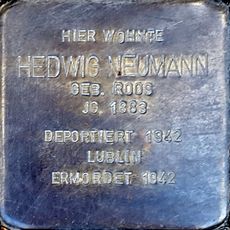 HIER WOHNTE
HEDWIG NEUMANN
GEB. ROOS
JG. 1883
DEPORTIERT 1942
LUBLIN
ERMORDET 1942